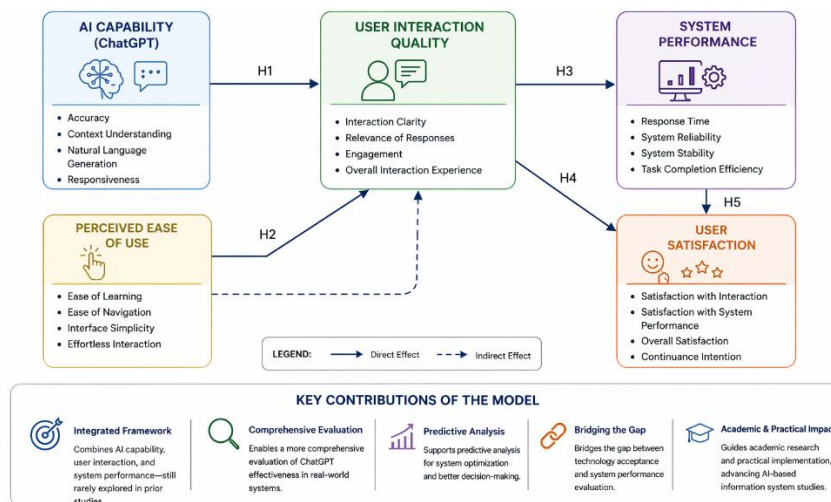 AI CAPABILITY
(ChatGPT)
• Accuracy
• Context Understanding
• Natural Language
Generation
• Responsiveness
H1
USER INTERACTION
QUALITY
• Interaction Clarity
• Relevance of Responses
• Engagement
• Overall Interaction Experience
H3
SYSTEM
PERFORMANCE
• Response Time
• System Reliability
• System Stability
• Task Completion Efficiency
H4
H5
PERCEIVED EASE
OF USE
• Ease of Learning
• Ease of Navigation
• Interface Simplicity
• Effortless Interaction
H2
USER
SATISFACTION
• Satisfaction with Interaction
• Satisfaction with System
Performance
• Overall Satisfaction
• Continuance Intention
LEGEND: Direct Effect Indirect Effect
KEY CONTRIBUTIONS OF THE MODEL
Integrated Framework
Combines AI capability,
user interaction, and
system performance—still
rarely explored in prior
studies.
Comprehensive Evaluation
Enables a more comprehensive
evaluation of ChatGPT
effectiveness in real-world
systems.
Predictive Analysis
Supports predictive analysis
for system optimization
and better decision-making.
Bridging the Gap
Bridges the gap between
technology acceptance
and system performance
evaluation.
Academic & Practical Impac
Guides academic research
and practical implementation,
advancing AI-based
information system studies.